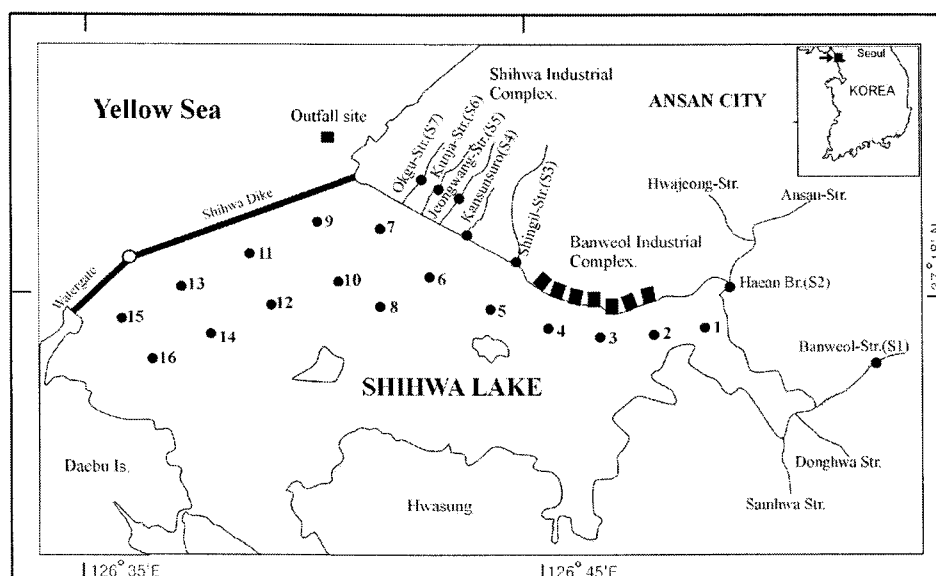 Yellow Sea
Outfall site
Shihwa Industrial
Complex.
ANSAN CITY
Seoul
KOREA
Okgu-Str.(S7)
Kunja-Str.(S6)
Jeongwang-Str.(S5)
Kansunsuro(S4)
Shingil-Str.(S3)
Hwajeong-Str.
Ansan-Str.
Shihwa Dike
Watergate
Banweol Industrial
Complex.
Haean Br.(S2)
Banweol-Str.(S1)
9
7
11
13
10
6
12
8
5
15
14
4
3
2
1
16
SHIHWA LAKE
Daebu Is.
Hwasung
Donghwa Str.
Samhwa Str.
126° 35'E
126° 45'E